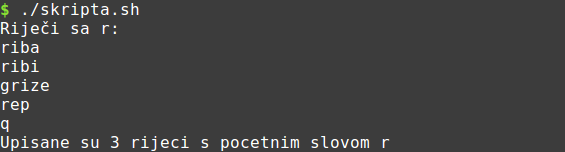 $ ./skripta.sh
Riječi sa r:
riba
ribi
grize
rep
q
Upisane su 3 rijeci s pocetnim slovom r